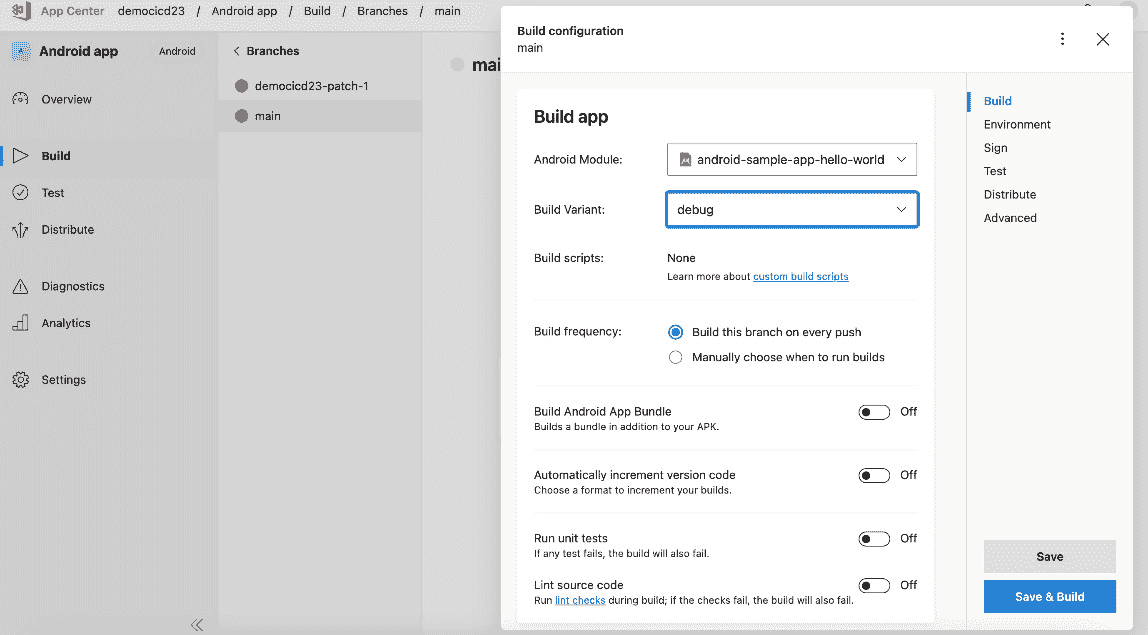 App Center democicd23 / Android app / Build / Branches / main
Android app Android
Overview
Build
Test
Distribute
Diagnostics
Analytics
Settings
Branches
democicd23-patch-1
main
mai
Build configuration
main
Build app
Android Module: android-sample-app-hello-world
Build Variant: debug
Build scripts: None
Learn more about custom build scripts
Build frequency: Build this branch on every push
Manually choose when to run builds
Build Android App Bundle Off
Builds a bundle in addition to your APK.
Automatically increment version code Off
Choose a format to increment your builds.
Run unit tests Off
If any test fails, the build will also fail.
Lint source code Off
Run lint checks during build; if the checks fail, the build will also fail.
Build
Environment
Sign
Test
Distribute
Advanced
Save
Save & Build